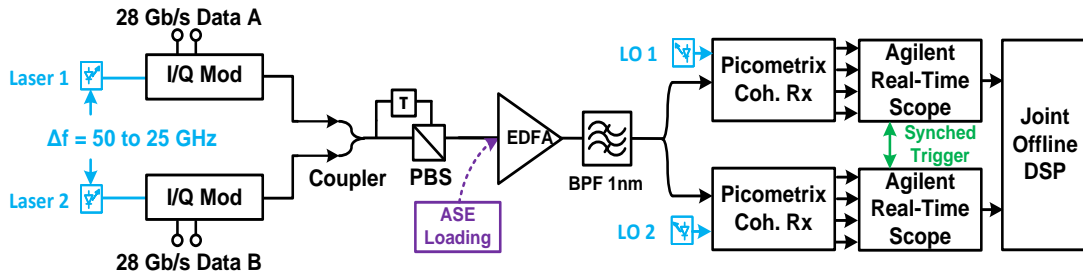 28 Gb/s Data A
Laser 1
I/Q Mod
Δf = 50 to 25 GHz
Laser 2
I/Q Mod
28 Gb/s Data B
Coupler
T
PBS
ASE
Loading
EDFA
BPF 1nm
LO 1
Picometrix
Coh. Rx
Agilent
Real-Time
Scope
Synched
Trigger
LO 2
Picometrix
Coh. Rx
Agilent
Real-Time
Scope
Joint
Offline
DSP